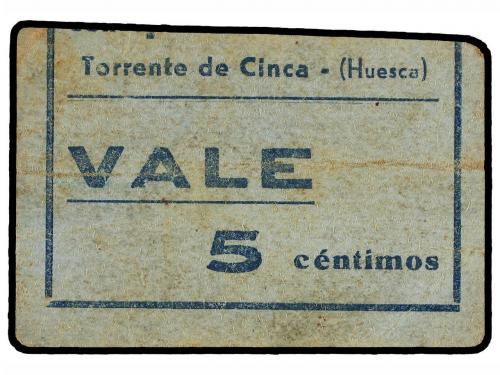 Torrente de Cinca - (Huesca)
VALE
5 céntimos